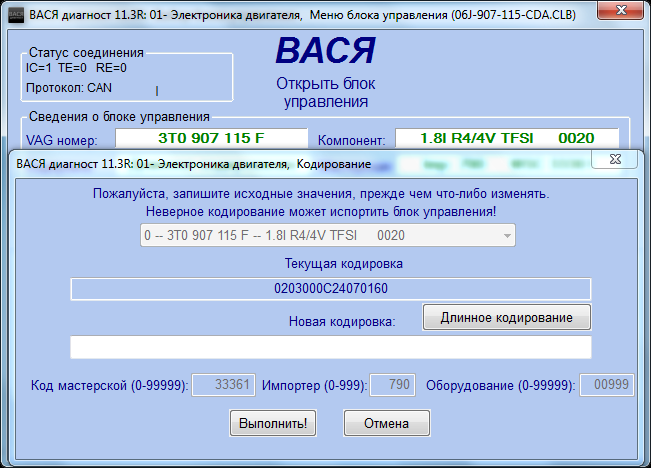 ВАСЯ диагност 11.3R: 01- Электроника двигателя, Меню блока управления (06J-907-115-CDA.CLB)
Статус соединения
IC=1 TE=0 RE=0
Протокол: CAN
ВАСЯ
Открыть блок
управления
Сведения о блоке управления
VAG номер: 3T0 907 115 F Компонент: 1.8l R4/4V TFSI 0020
ВАСЯ диагност 11.3R: 01- Электроника двигателя, Кодирование
Пожалуйста, запишите исходные значения, прежде чем что-либо изменять.
Неверное кодирование может испортить блок управления!
0 -- 3T0 907 115 F -- 1.8l R4/4V TFSI 0020
Текущая кодировка
0203000C24070160
Новая кодировка: Длинное кодирование
Код мастерской (0-99999): 33361 Импортер (0-999): 790 Оборудование (0-99999): 00999
Выполнить! Отмена